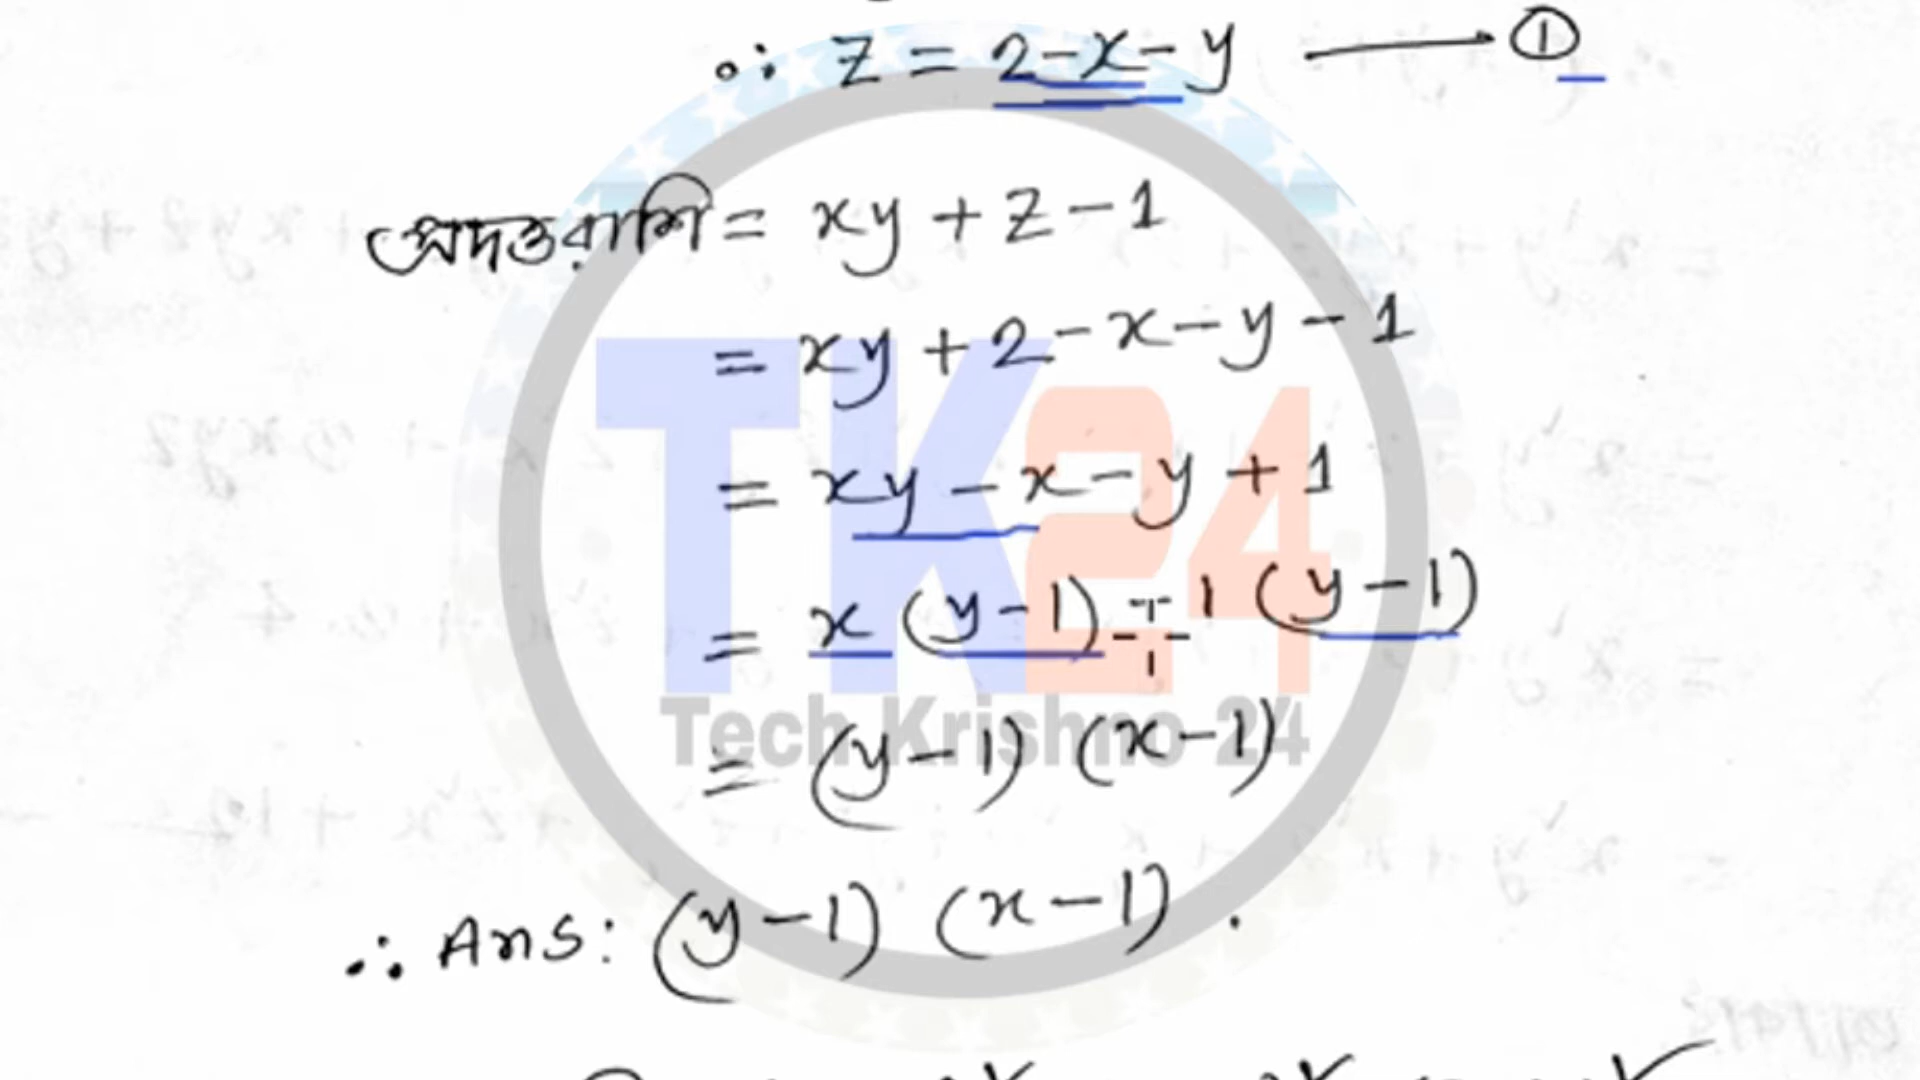 ∴ z = 2-x-y ⟶ ①
প্রদত্তরাশি = xy + z - 1
= xy + 2 - x - y - 1
= xy - x - y + 1
= x (y-1) - 1 (y-1)
TK24
Tech Krishno 24
= (y-1) (x-1)
∴ Ans: (y-1) (x-1).